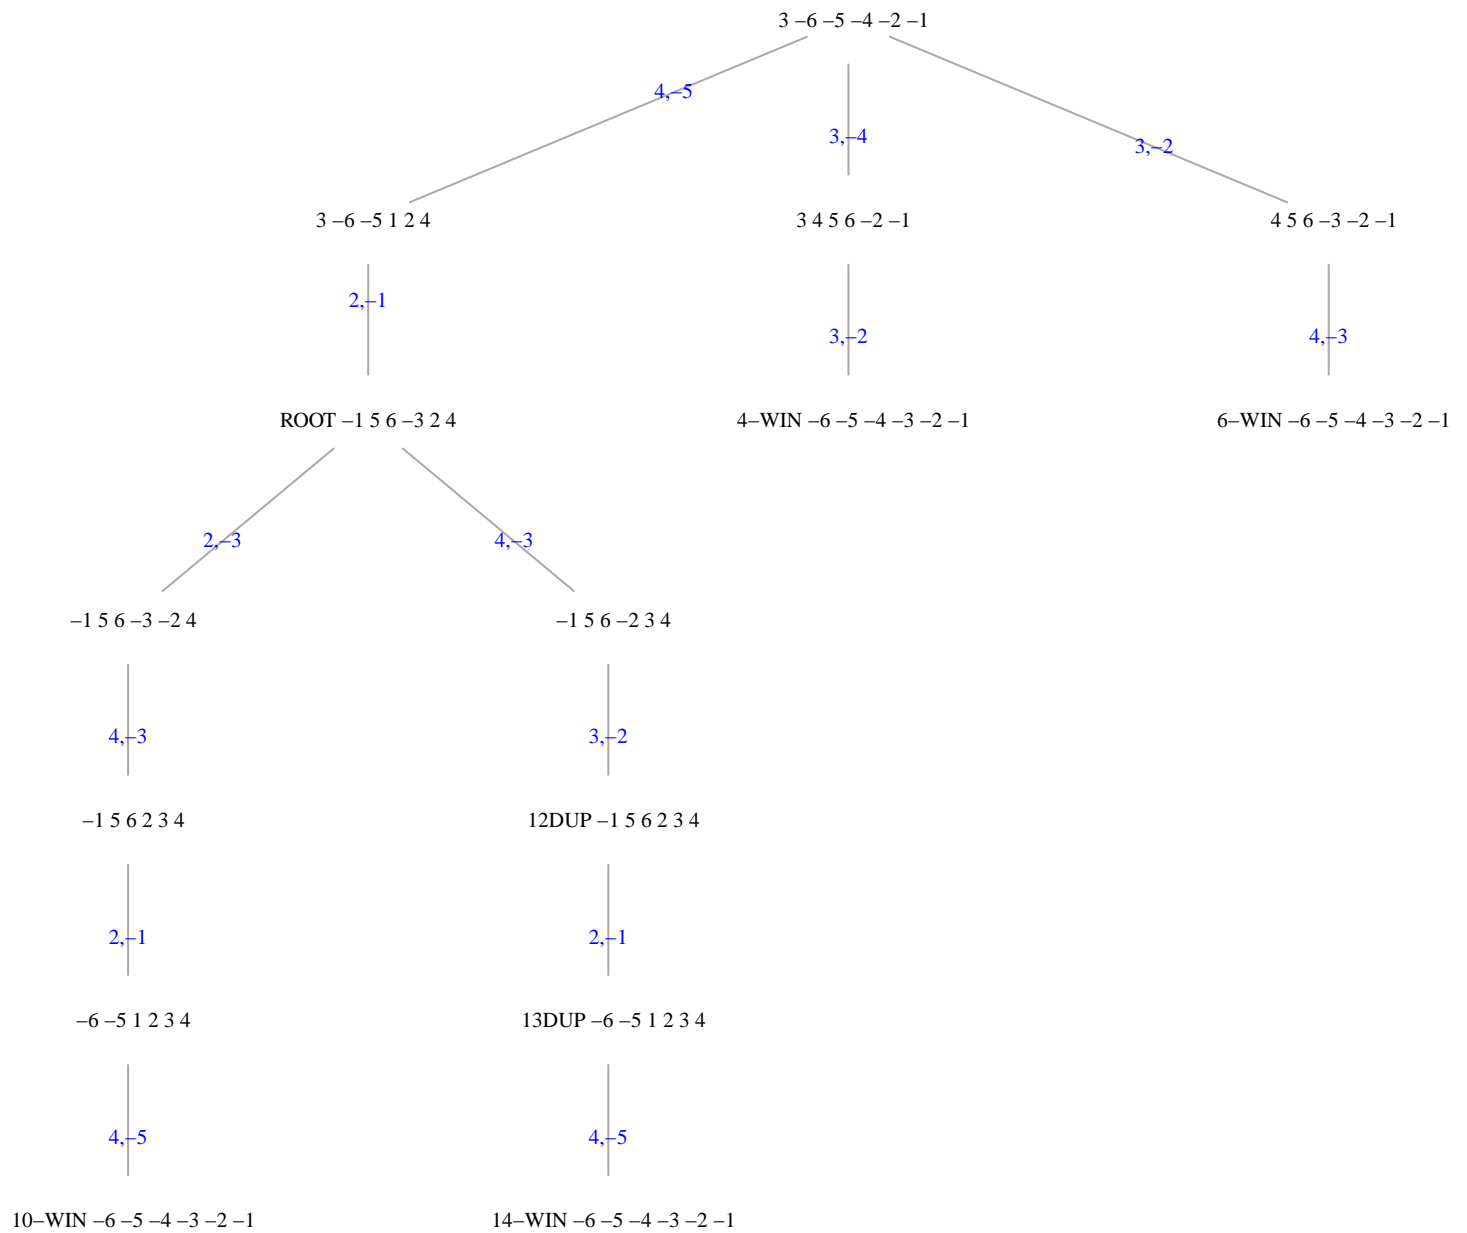 3 –6 –5 –4 –2 –1
4,–5
3,–4
3,–2
3 –6 –5 1 2 4
3 4 5 6 –2 –1
4 5 6 –3 –2 –1
2,–1
3,–2
4,–3
ROOT –1 5 6 –3 2 4
4–WIN –6 –5 –4 –3 –2 –1
6–WIN –6 –5 –4 –3 –2 –1
2,–3
4,–3
–1 5 6 –3 –2 4
–1 5 6 –2 3 4
4,–3
3,–2
–1 5 6 2 3 4
12DUP –1 5 6 2 3 4
2,–1
2,–1
–6 –5 1 2 3 4
13DUP –6 –5 1 2 3 4
4,–5
4,–5
10–WIN –6 –5 –4 –3 –2 –1
14–WIN –6 –5 –4 –3 –2 –1